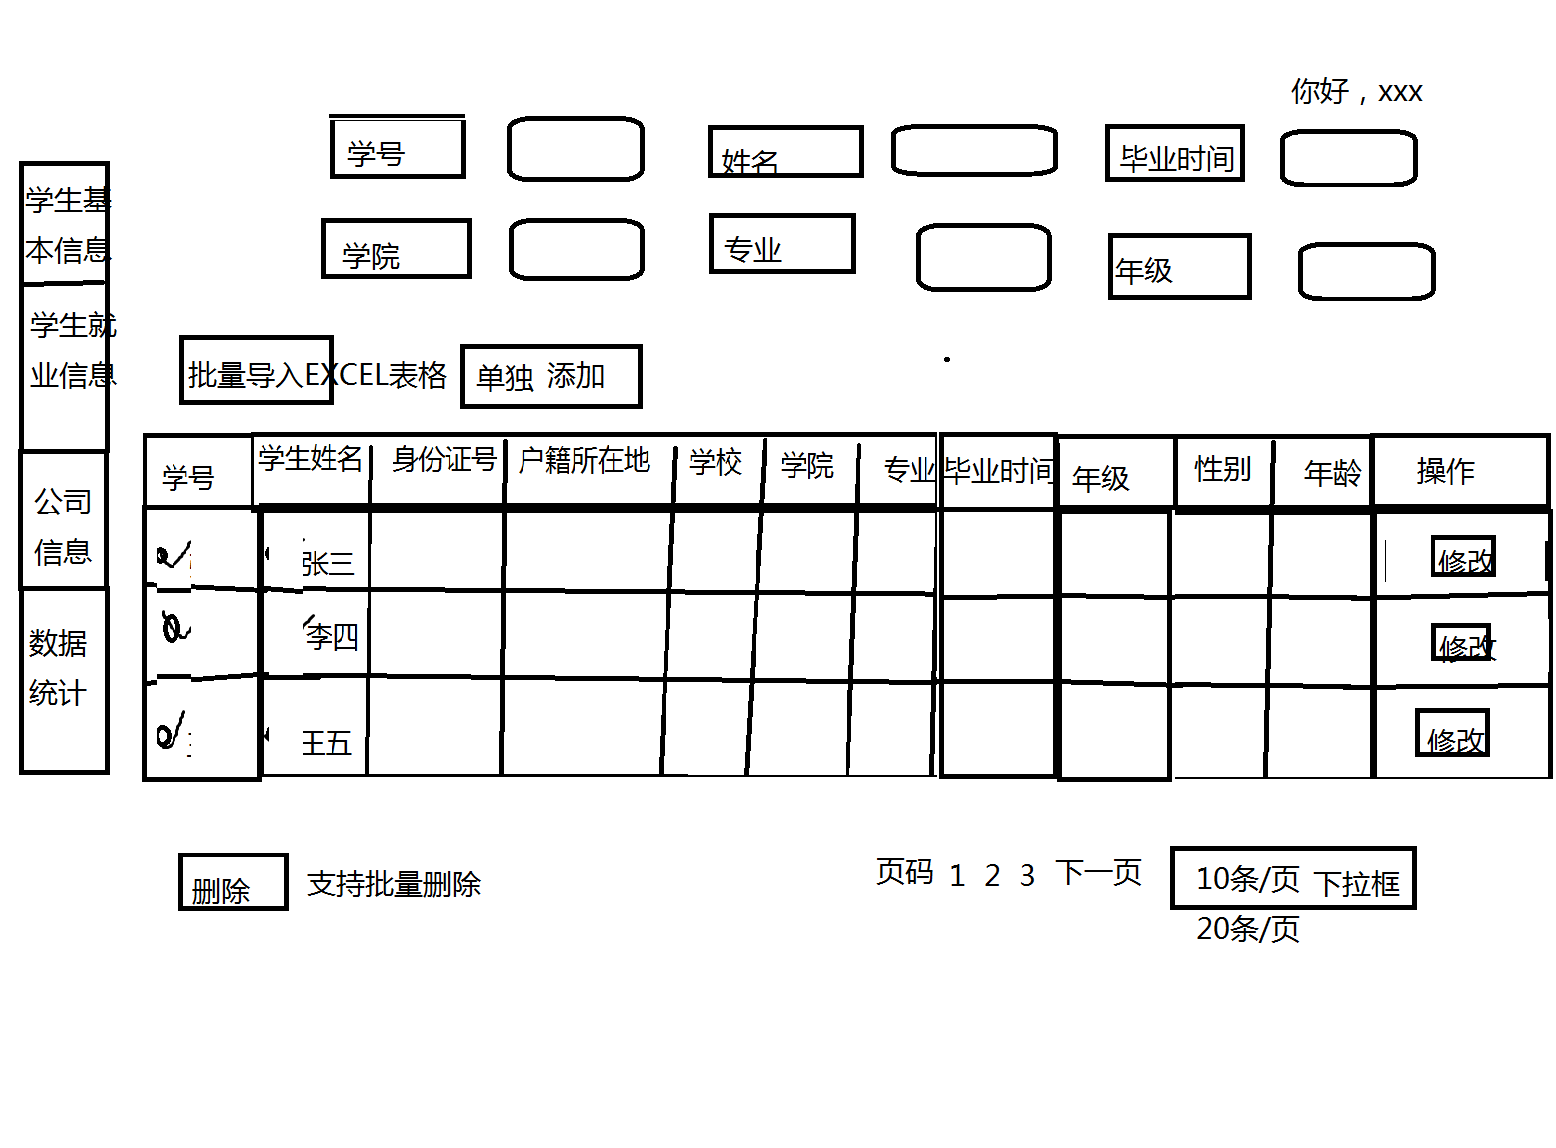 你好，xxx
学号
姓名
毕业时间
学院
专业
年级
学生基
本信息
学生就
业信息
公司
信息
数据
统计
批量导入EXCEL表格
单独 添加
学号 学生姓名 身份证号 户籍所在地 学校 学院 专业 毕业时间 年级 性别 年龄 操作
张三 修改
李四 修改
王五 修改
删除 支持批量删除
页码 1 2 3 下一页
10条/页 下拉框
20条/页